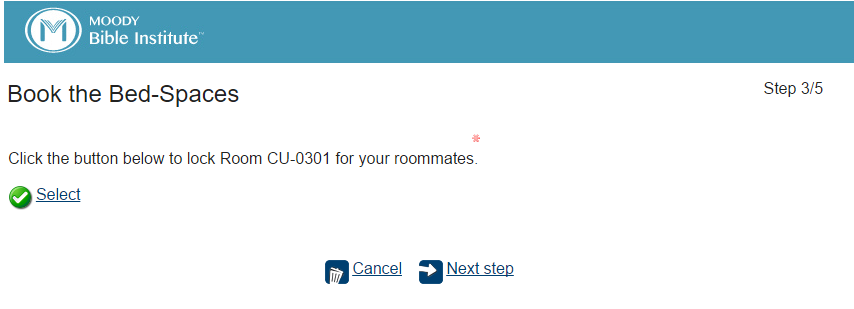 MOODY
Bible Institute™
Book the Bed-Spaces
Step 3/5
*
Click the button below to lock Room CU-0301 for your roommates.
Select
Cancel
Next step